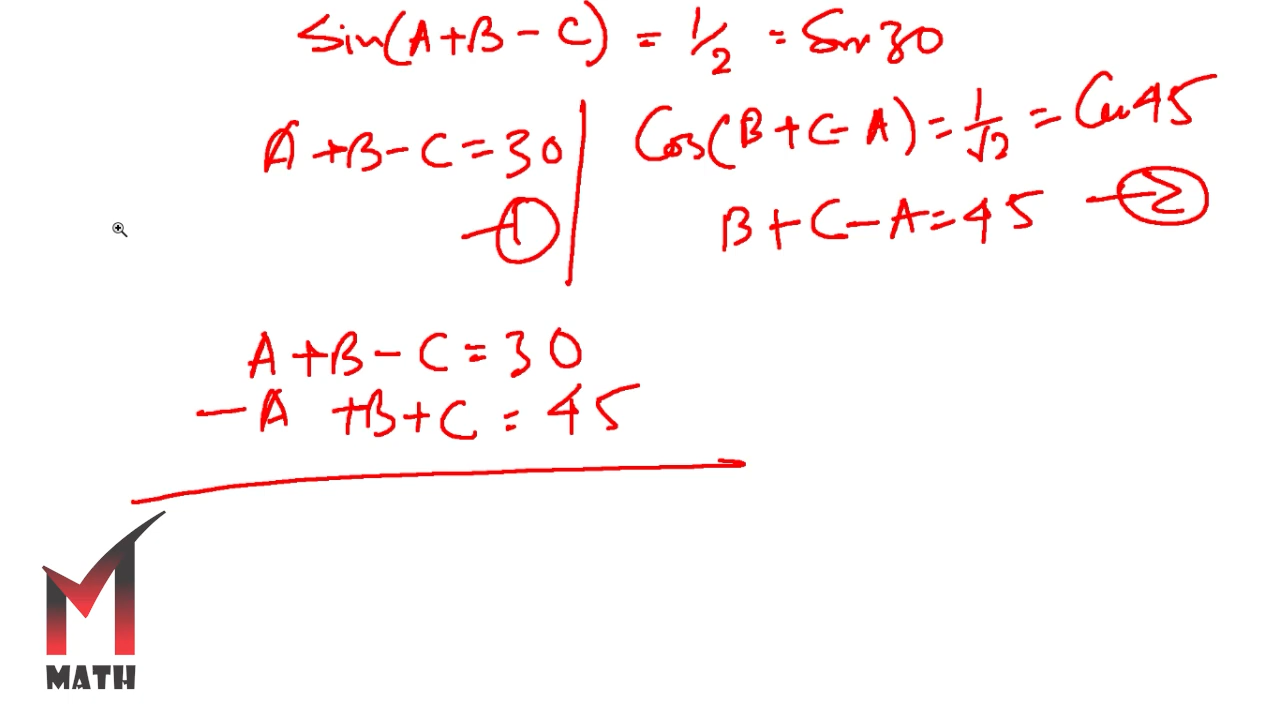 Sin(A+B-C) = 1/2 = Sin 30
A+B-C=30
Cos(B+C-A)=1/√2 = Cos 45
-①
B+C-A=45 -②
A+B-C=30
-A +B+C=45
MATH